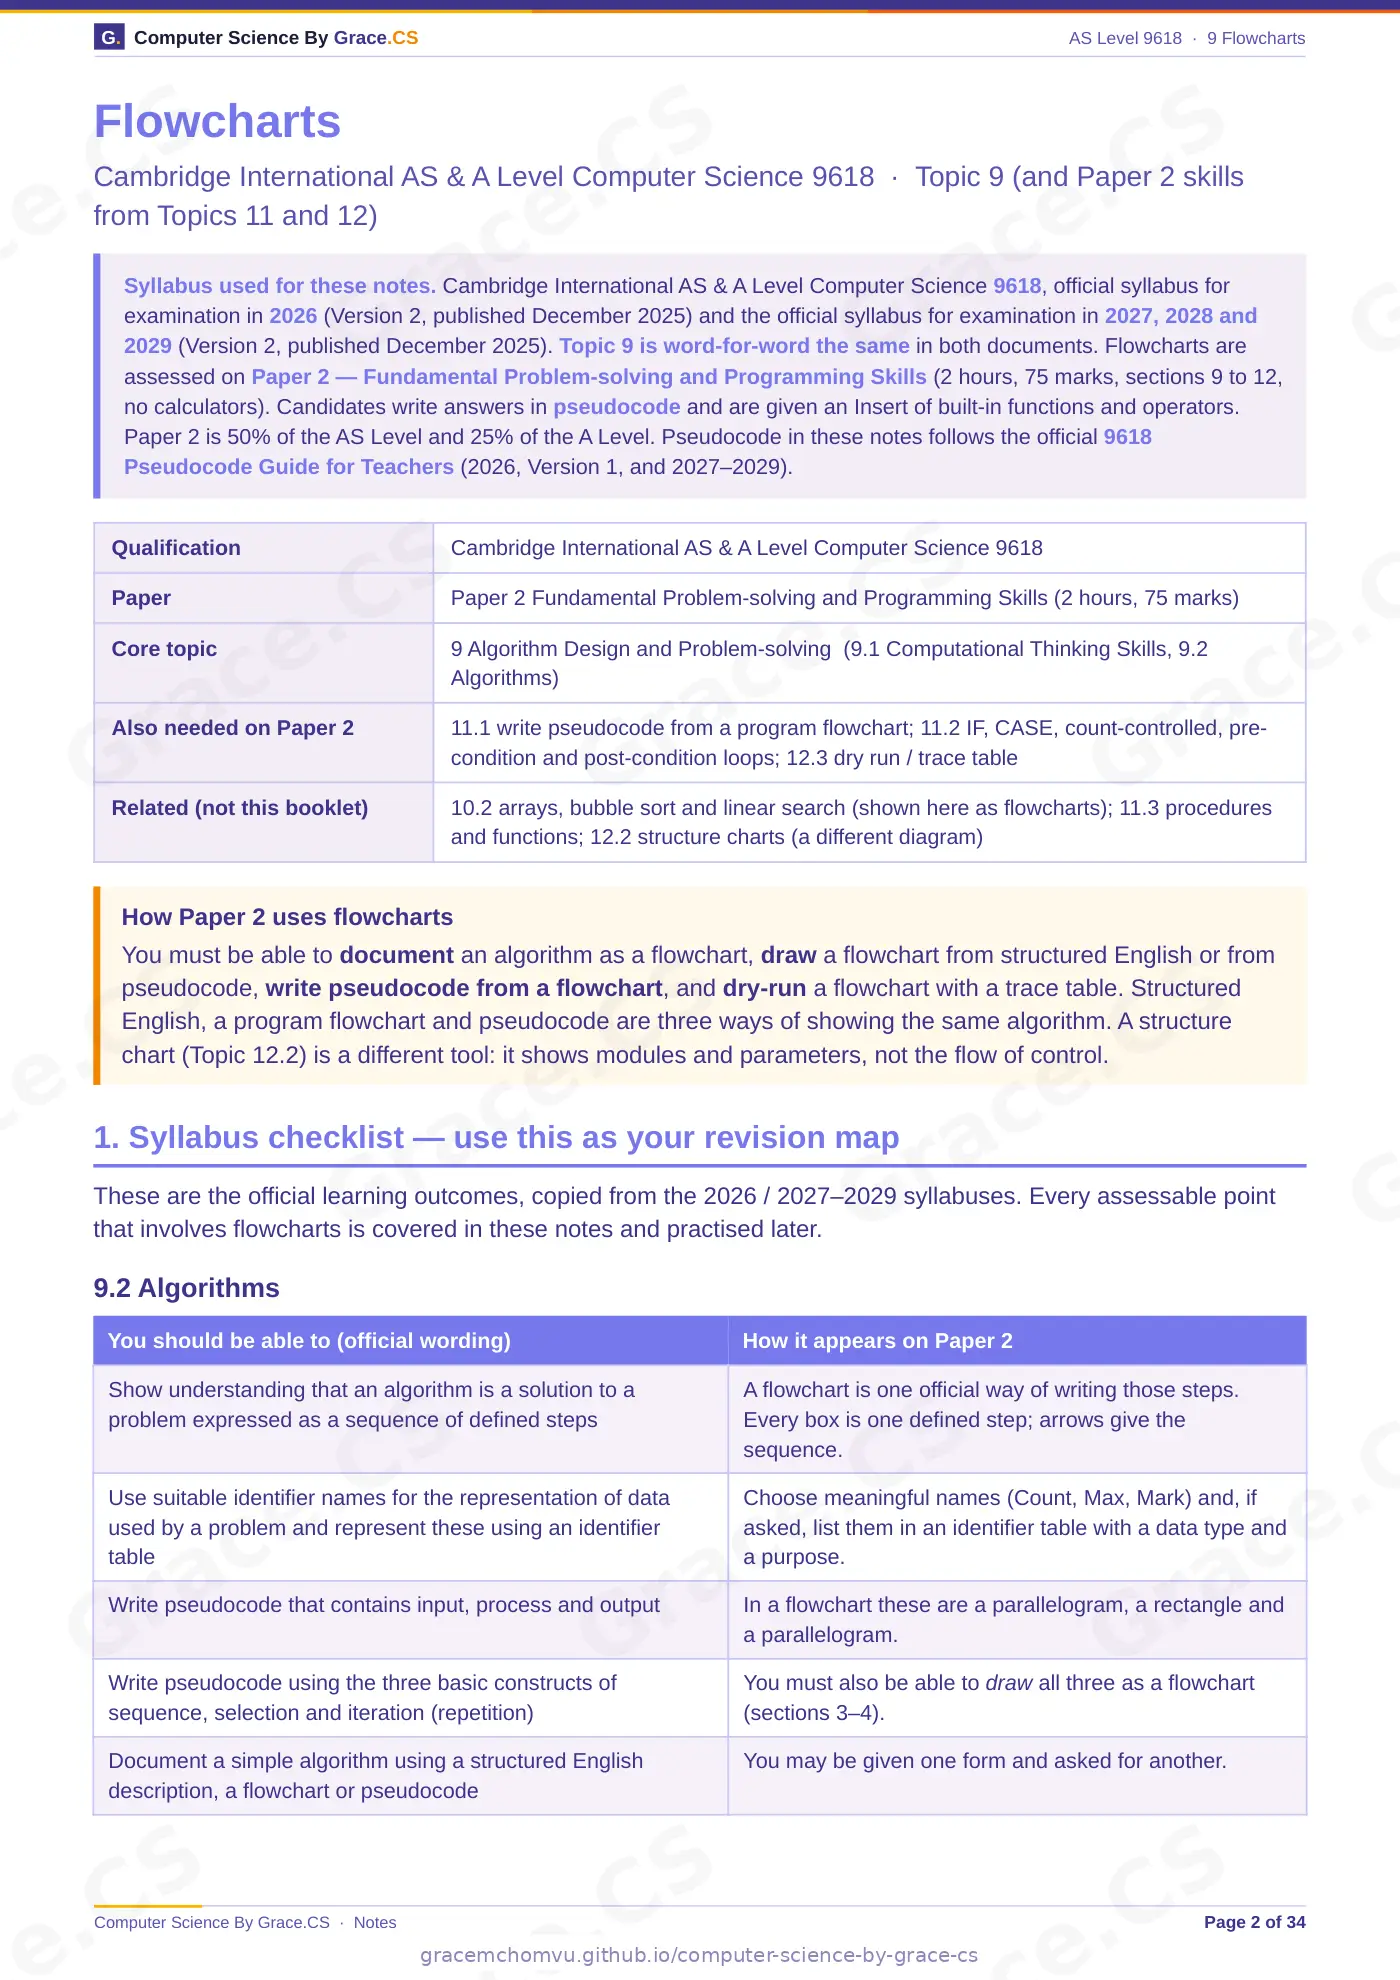 G. Computer Science By Grace.CS
AS Level 9618 · 9 Flowcharts
Flowcharts
Cambridge International AS & A Level Computer Science 9618 · Topic 9 (and Paper 2 skills
from Topics 11 and 12)
Syllabus used for these notes. Cambridge International AS & A Level Computer Science 9618, official syllabus for
examination in 2026 (Version 2, published December 2025) and the official syllabus for examination in 2027, 2028 and
2029 (Version 2, published December 2025). Topic 9 is word-for-word the same in both documents. Flowcharts are
assessed on Paper 2 — Fundamental Problem-solving and Programming Skills (2 hours, 75 marks, sections 9 to 12,
no calculators). Candidates write answers in pseudocode and are given an Insert of built-in functions and operators.
Paper 2 is 50% of the AS Level and 25% of the A Level. Pseudocode in these notes follows the official 9618
Pseudocode Guide for Teachers (2026, Version 1, and 2027–2029).
Qualification
Cambridge International AS & A Level Computer Science 9618
Paper
Paper 2 Fundamental Problem-solving and Programming Skills (2 hours, 75 marks)
Core topic
9 Algorithm Design and Problem-solving (9.1 Computational Thinking Skills, 9.2
Algorithms)
Also needed on Paper 2
11.1 write pseudocode from a program flowchart; 11.2 IF, CASE, count-controlled, pre-
condition and post-condition loops; 12.3 dry run / trace table
Related (not this booklet)
10.2 arrays, bubble sort and linear search (shown here as flowcharts); 11.3 procedures
and functions; 12.2 structure charts (a different diagram)
How Paper 2 uses flowcharts
You must be able to document an algorithm as a flowchart, draw a flowchart from structured English or from
pseudocode, write pseudocode from a flowchart, and dry-run a flowchart with a trace table. Structured
English, a program flowchart and pseudocode are three ways of showing the same algorithm. A structure
chart (Topic 12.2) is a different tool: it shows modules and parameters, not the flow of control.
1. Syllabus checklist — use this as your revision map
These are the official learning outcomes, copied from the 2026 / 2027–2029 syllabuses. Every assessable point
that involves flowcharts is covered in these notes and practised later.
9.2 Algorithms
You should be able to (official wording)
How it appears on Paper 2
Show understanding that an algorithm is a solution to a
problem expressed as a sequence of defined steps
A flowchart is one official way of writing those steps.
Every box is one defined step; arrows give the
sequence.
Use suitable identifier names for the representation of data
used by a problem and represent these using an identifier
table
Choose meaningful names (Count, Max, Mark) and, if
asked, list them in an identifier table with a data type and
a purpose.
Write pseudocode that contains input, process and output
In a flowchart these are a parallelogram, a rectangle and
a parallelogram.
Write pseudocode using the three basic constructs of
sequence, selection and iteration (repetition)
You must also be able to draw all three as a flowchart
(sections 3–4).
Document a simple algorithm using a structured English
description, a flowchart or pseudocode
You may be given one form and asked for another.
Computer Science By Grace.CS · Notes
Page 2 of 34
gracemchomvu.github.io/computer-science-by-grace-cs